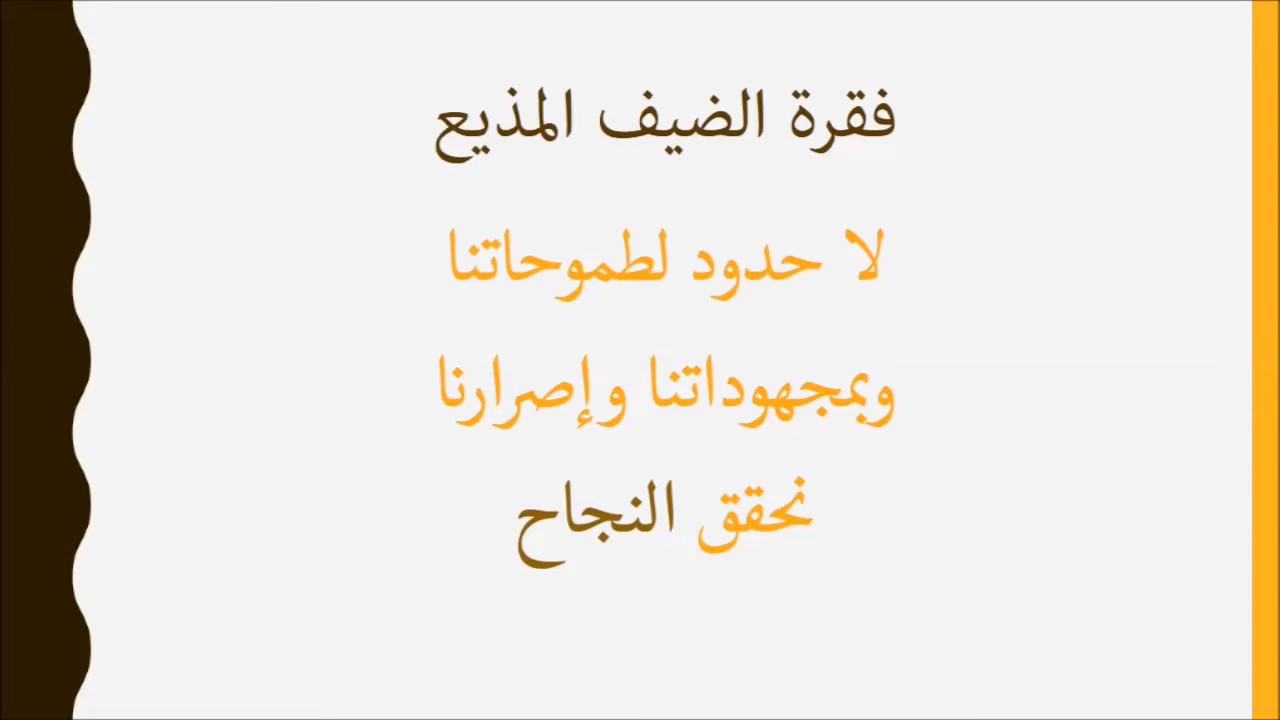 فقرة الضيف المذيع
لا حدود لطموحاتنا
وبمجهوداتنا وإصرارنا
نحقق النجاح